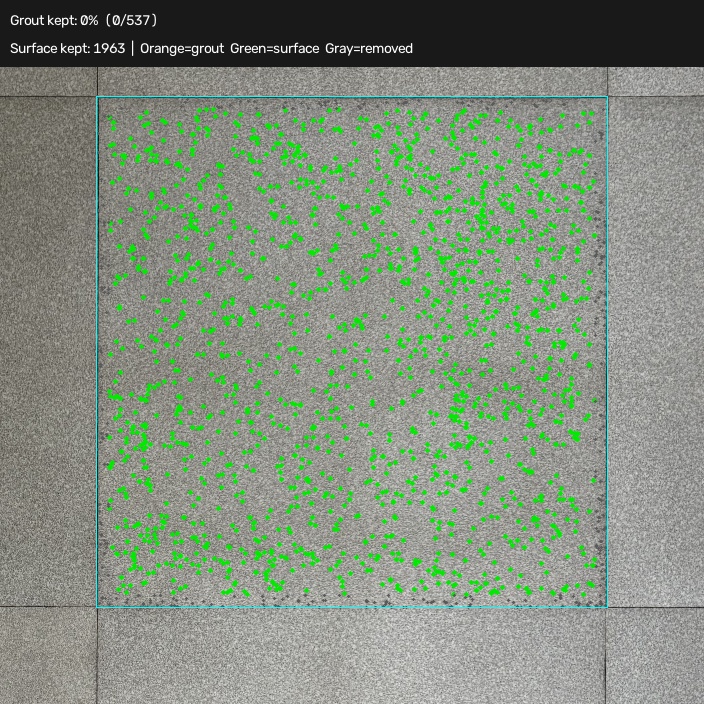 Grout kept: 0%  (0/537)
Surface kept: 1963 | Orange=grout  Green=surface  Gray=removed